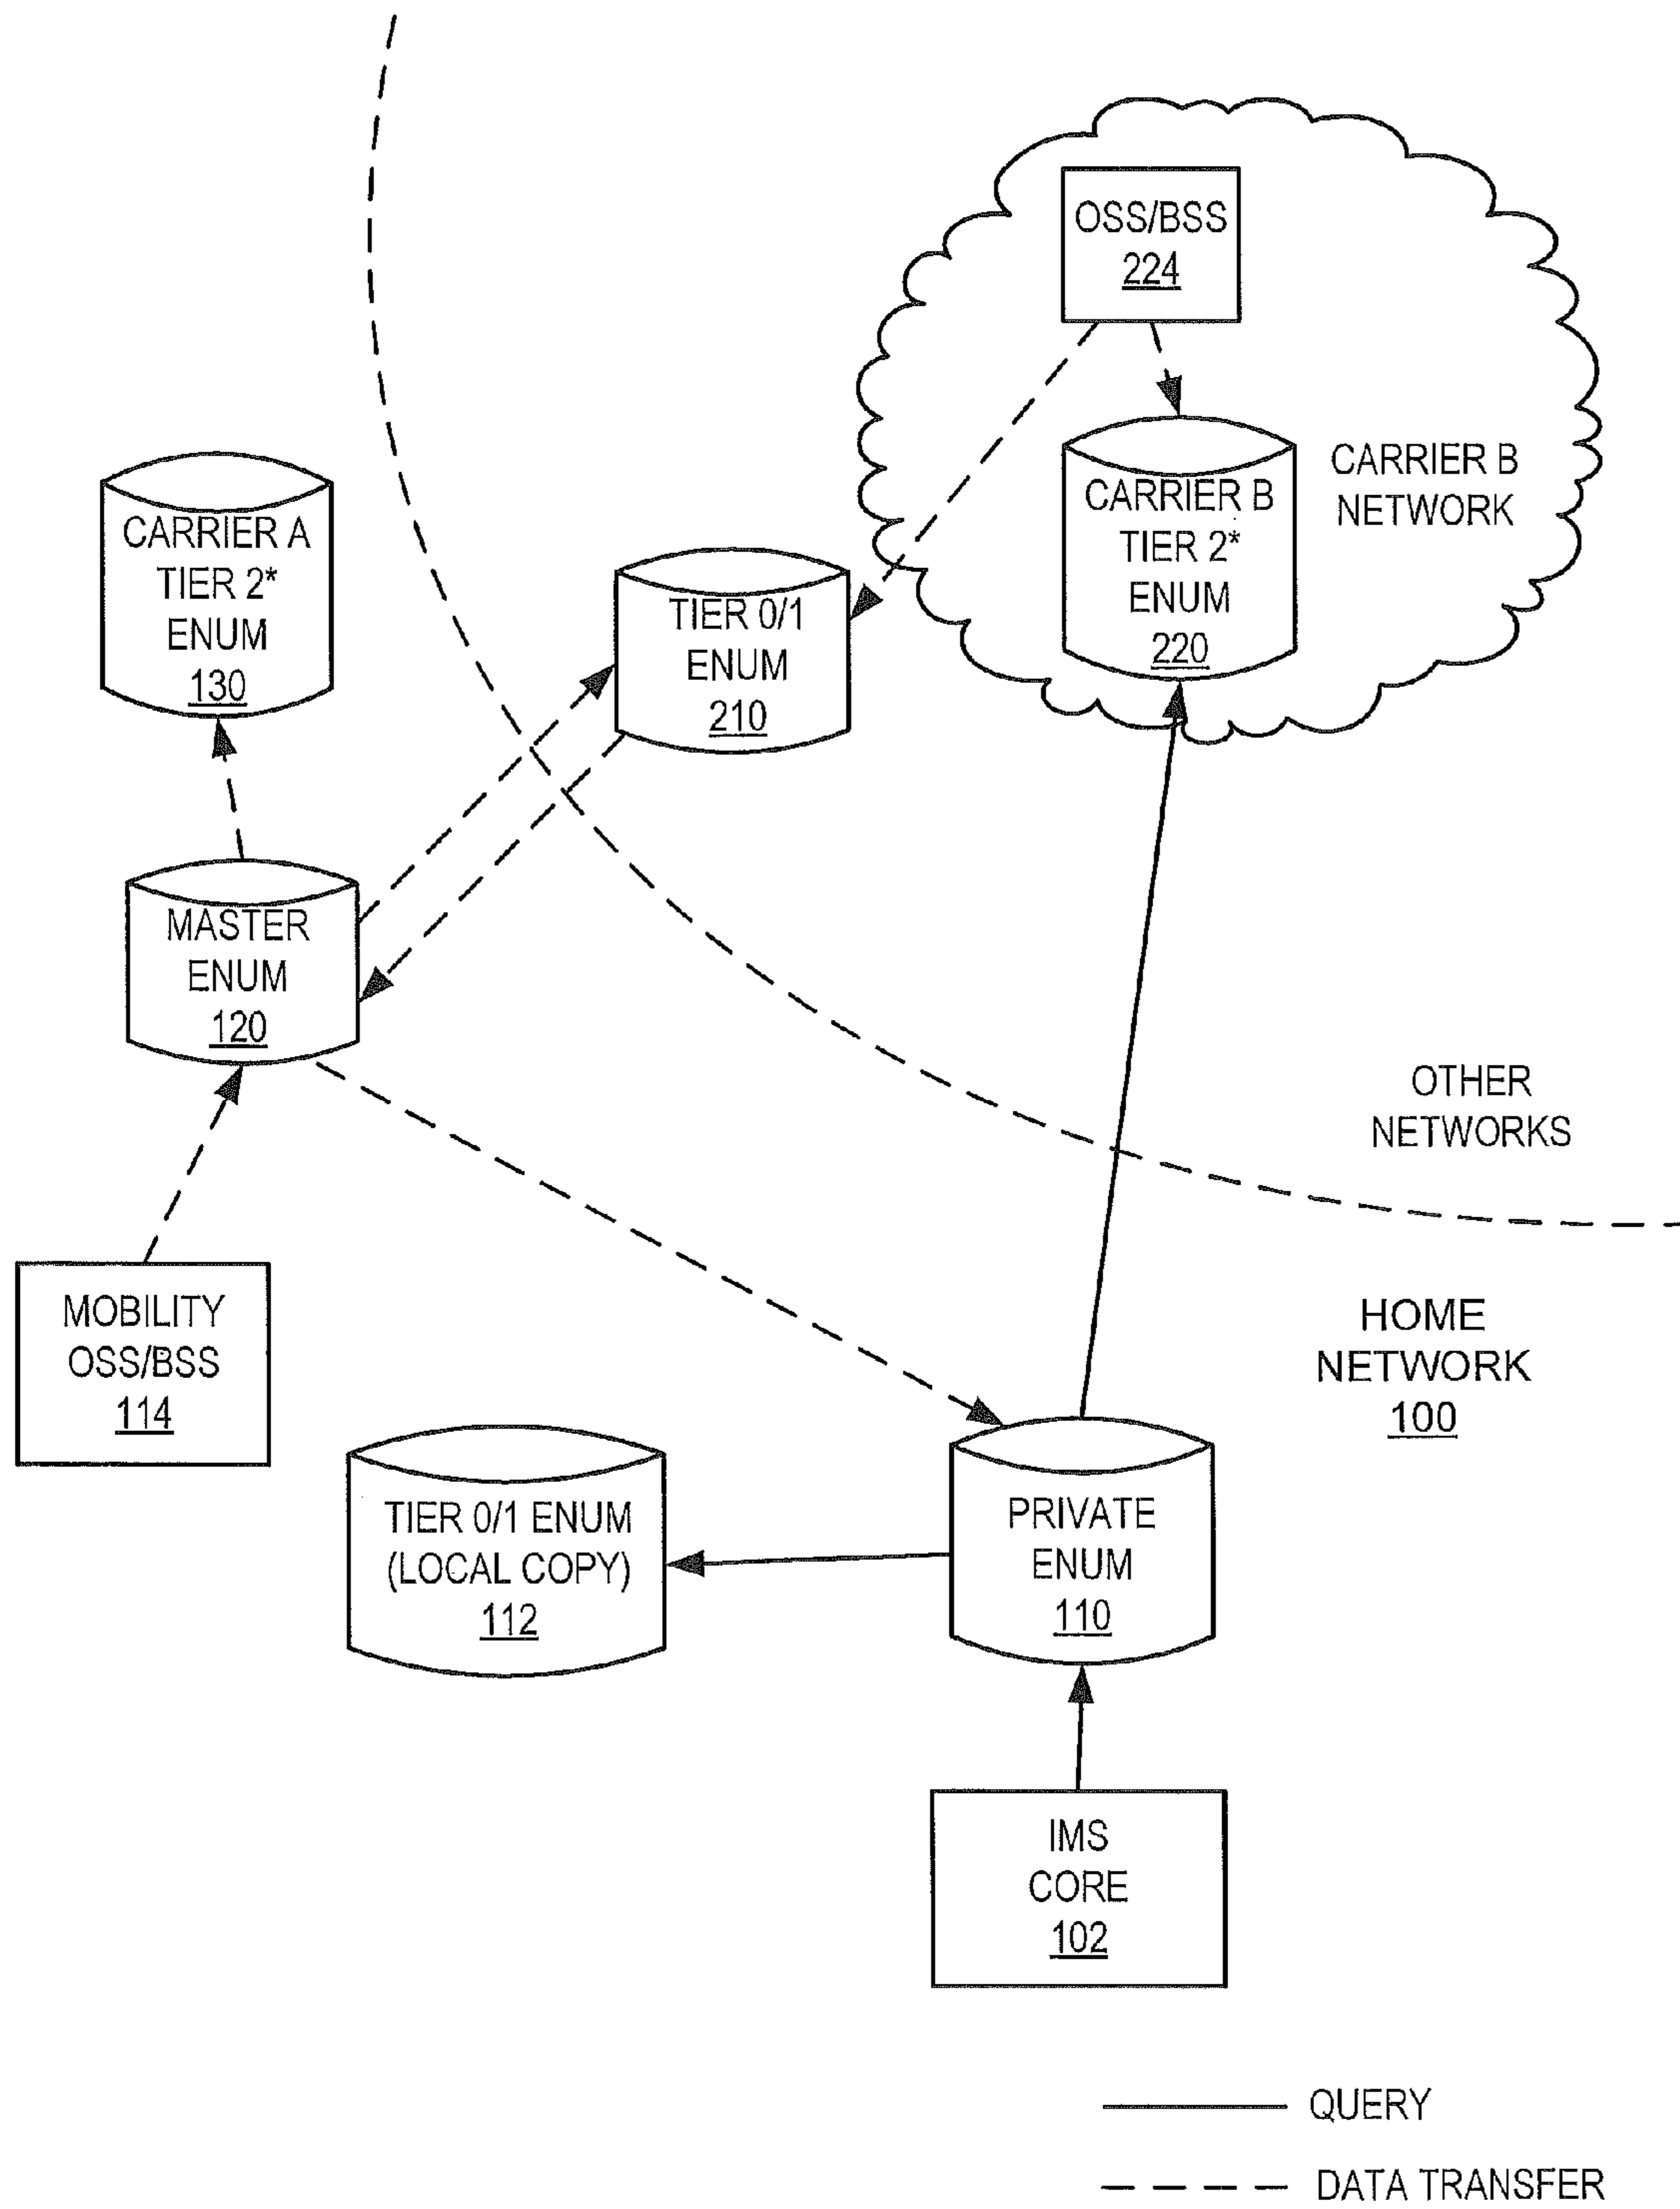 OSS/BSS
224
CARRIER B
TIER 2*
ENUM
220
CARRIER B
NETWORK
CARRIER A
TIER 2*
ENUM
130
TIER 0/1
ENUM
210
MASTER
ENUM
120
OTHER
NETWORKS
MOBILITY
OSS/BSS
114
HOME
NETWORK
100
TIER 0/1 ENUM
(LOCAL COPY)
112
PRIVATE
ENUM
110
IMS
CORE
102
QUERY
DATA TRANSFER